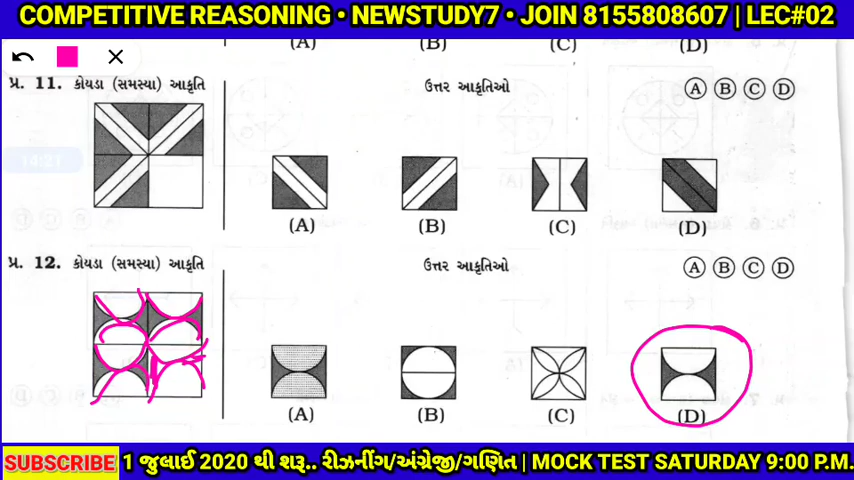 COMPETITIVE REASONING • NEWSTUDY7 • JOIN 8155808607 | LEC#02
(A) (B) (C) (D)
પ્ર. 11. કોયડા (સમસ્યા) આકૃતિ ઉત્તર આકૃતિઓ A B C D
(A) (B) (C) (D)
પ્ર. 12. કોયડા (સમસ્યા) આકૃતિ ઉત્તર આકૃતિઓ A B C D
(A) (B) (C) (D)
SUBSCRIBE 1 જુલાઈ 2020 થી શરૂ.. રીઝનીંગ/અંગ્રેજી/ગણિત | MOCK TEST SATURDAY 9:00 P.M.